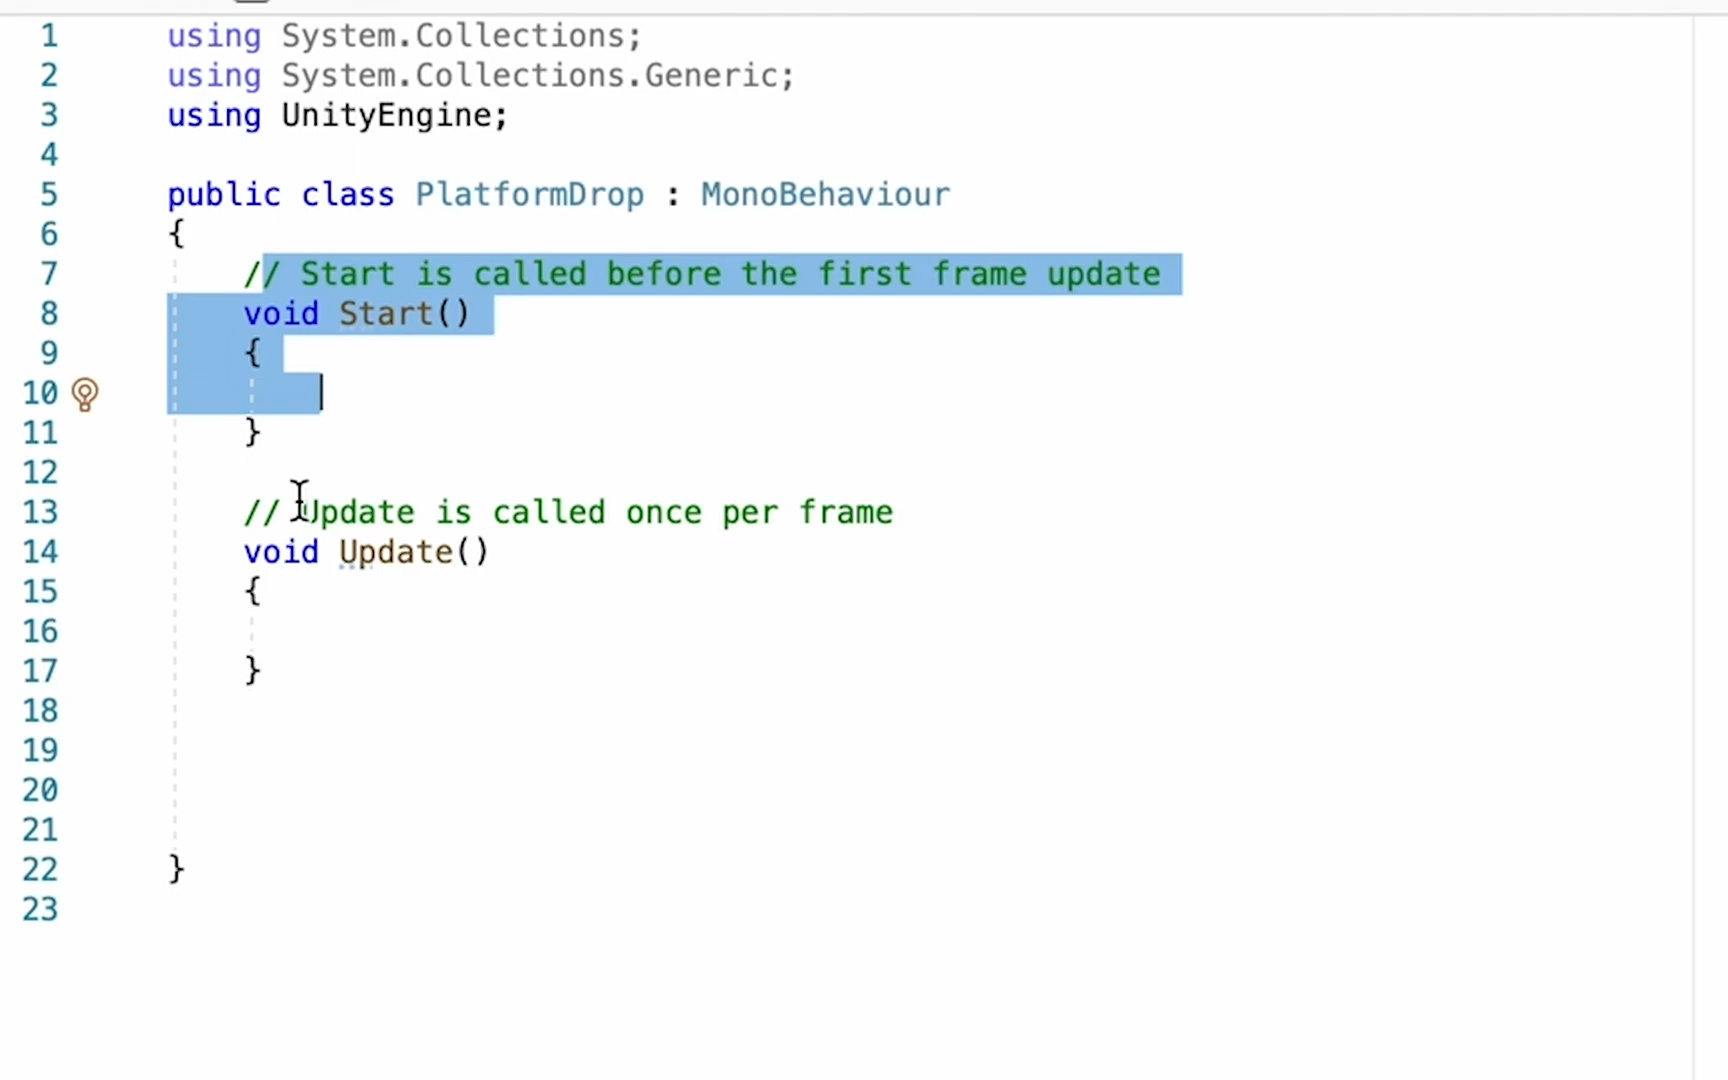 1 using System.Collections;
2 using System.Collections.Generic;
3 using UnityEngine;
4
5 public class PlatformDrop : MonoBehaviour
6 {
7 // Start is called before the first frame update
8 void Start()
9 {
10
11 }
12
13 // Update is called once per frame
14 void Update()
15 {
16
17 }
18
19
20
21
22 }
23